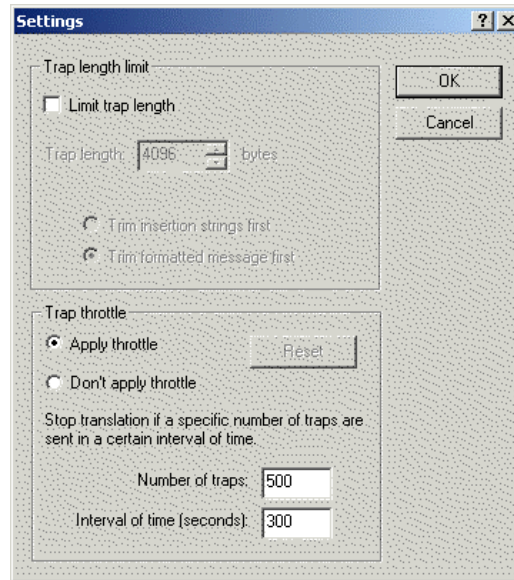 Settings
Trap length limit
Limit trap length
Trap length: 4096 bytes
Trim insertion strings first
Trim formatted message first
OK
Cancel
Trap throttle
Apply throttle
Reset
Don't apply throttle
Stop translation if a specific number of traps are
sent in a certain interval of time.
Number of traps: 500
Interval of time (seconds): 300